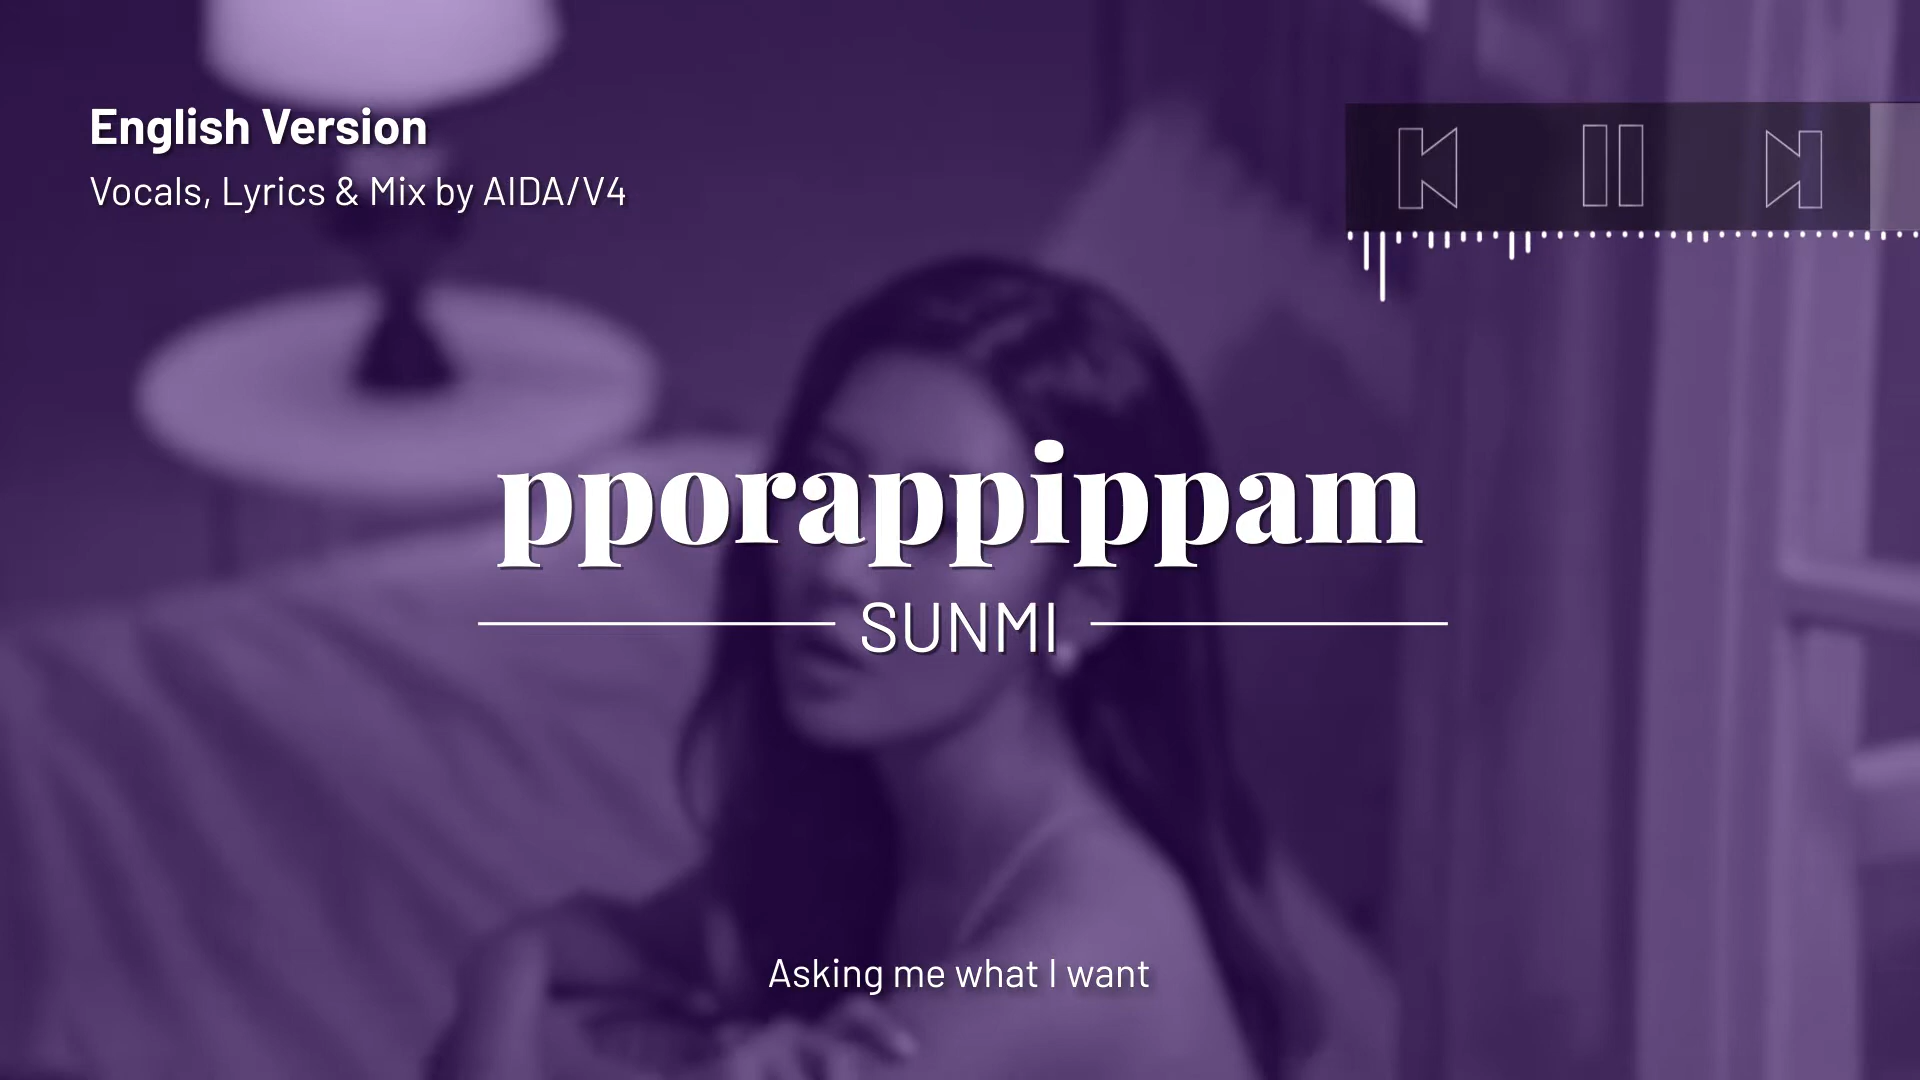 English Version
Vocals, Lyrics & Mix by AIDA/V4
pporappippam
SUNMI
Asking me what I want